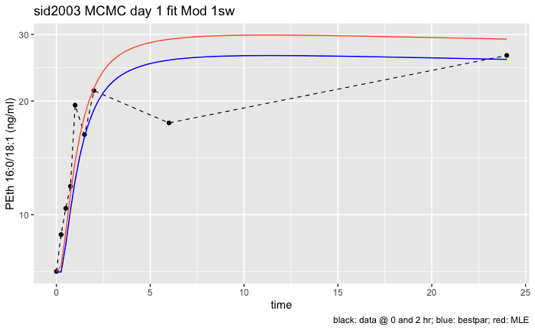 sid2003 MCMC day 1 fit Mod 1sw
PEth 16:0/18:1 (ng/ml)
30
20
10
0
5
10
15
20
25
time
black: data @ 0 and 2 hr; blue: bestpar; red: MLE